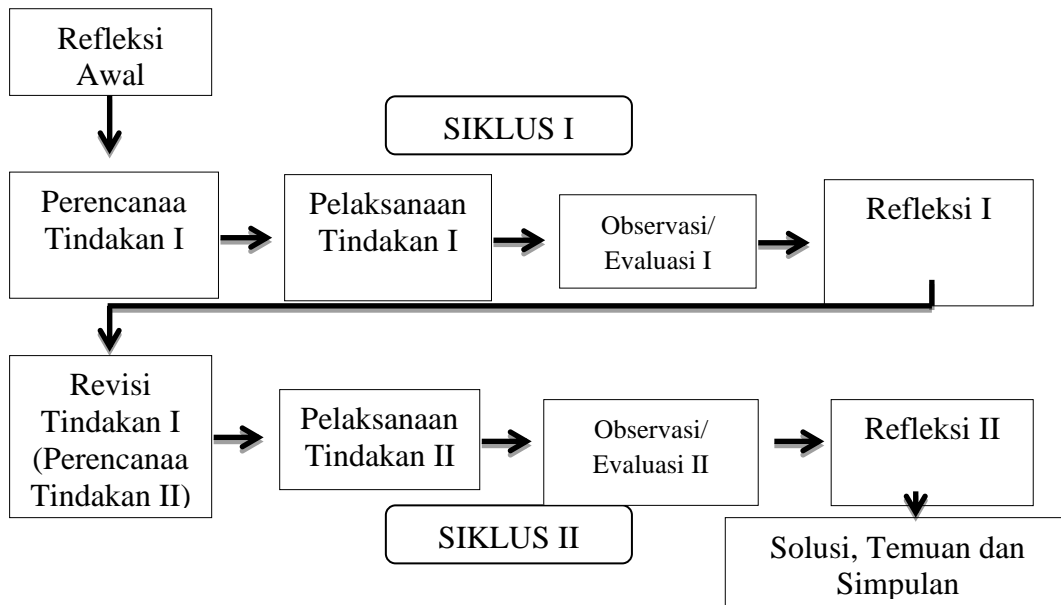 Refleksi
Awal
SIKLUS I
Perencanaa
Tindakan I
Pelaksanaan
Tindakan I
Observasi/
Evaluasi I
Refleksi I
Revisi
Tindakan I
(Perencanaa
Tindakan II)
Pelaksanaan
Tindakan II
Observasi/
Evaluasi II
Refleksi II
SIKLUS II
Solusi, Temuan dan
Simpulan